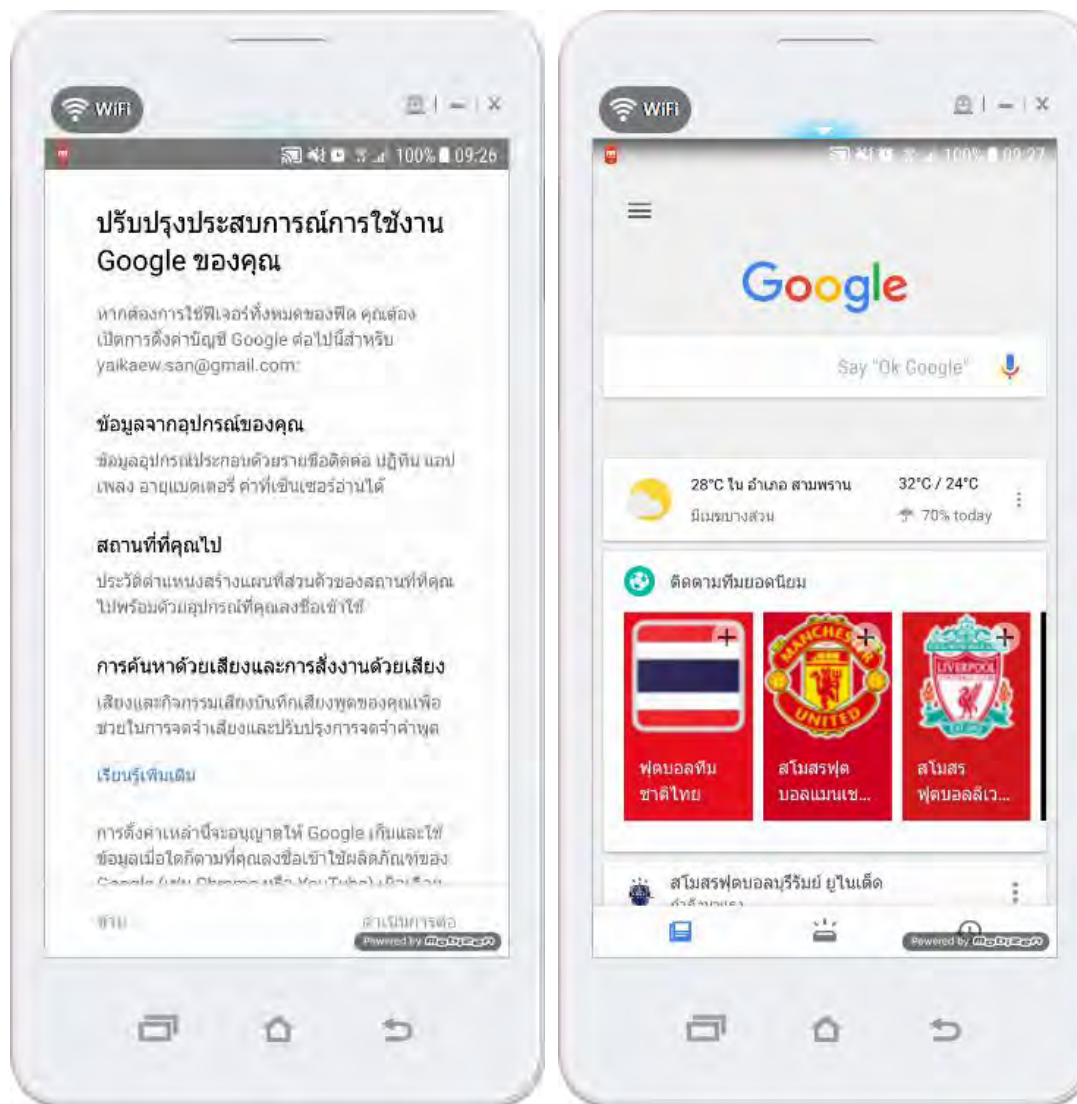 WiFi
100% 09:26
ปรับปรุงประสบการณ์การใช้งาน
Google ของคุณ
หากต้องการใช้ฟีเจอร์ทั้งหมดของฟีด คุณต้อง
เปิดการตั้งค่าบัญชี Google ต่อไปนี้สำหรับ
yaikaew.san@gmail.com:
ข้อมูลจากอุปกรณ์ของคุณ
ข้อมูลอุปกรณ์ประกอบด้วยรายชื่อติดต่อ ปฏิทิน แอป
เพลง อายุแบตเตอรี่ ค่าที่เซ็นเซอร์อ่านได้
สถานที่ที่คุณไป
ประวัติตำแหน่งสร้างแผนที่ส่วนตัวของสถานที่ที่คุณ
ไปพร้อมด้วยอุปกรณ์ที่คุณลงชื่อเข้าใช้
การค้นหาด้วยเสียงและการสั่งงานด้วยเสียง
เสียงและกิจกรรมเสียงบันทึกเสียงพูดของคุณเพื่อ
ช่วยในการจดจำเสียงและปรับปรุงการจดจำคำพูด
เรียนรู้เพิ่มเติม
การตั้งค่าเหล่านี้จะอนุญาตให้ Google เก็บและใช้
ข้อมูลเมื่อใดก็ตามที่คุณลงชื่อเข้าใช้ผลิตภัณฑ์ของ
Google (เช่น Chrome หรือ YouTube)
ข้าม
ดำเนินการต่อ
Powered by Mobizen
WiFi
100% 09:27
Google
Say "Ok Google"
28°C ใน อำเภอ สามพราน 32°C / 24°C
มีเมฆบางส่วน 70% today
ติดตามทีมยอดนิยม
MANCHESTER
UNITED
LIVERPOOL
ฟุตบอลทีม
ชาติไทย
สโมสรฟุต
บอลแมนเช...
สโมสร
ฟุตบอลลิเว...
สโมสรฟุตบอลบุรีรัมย์ ยูไนเต็ด
Powered by Mobizen